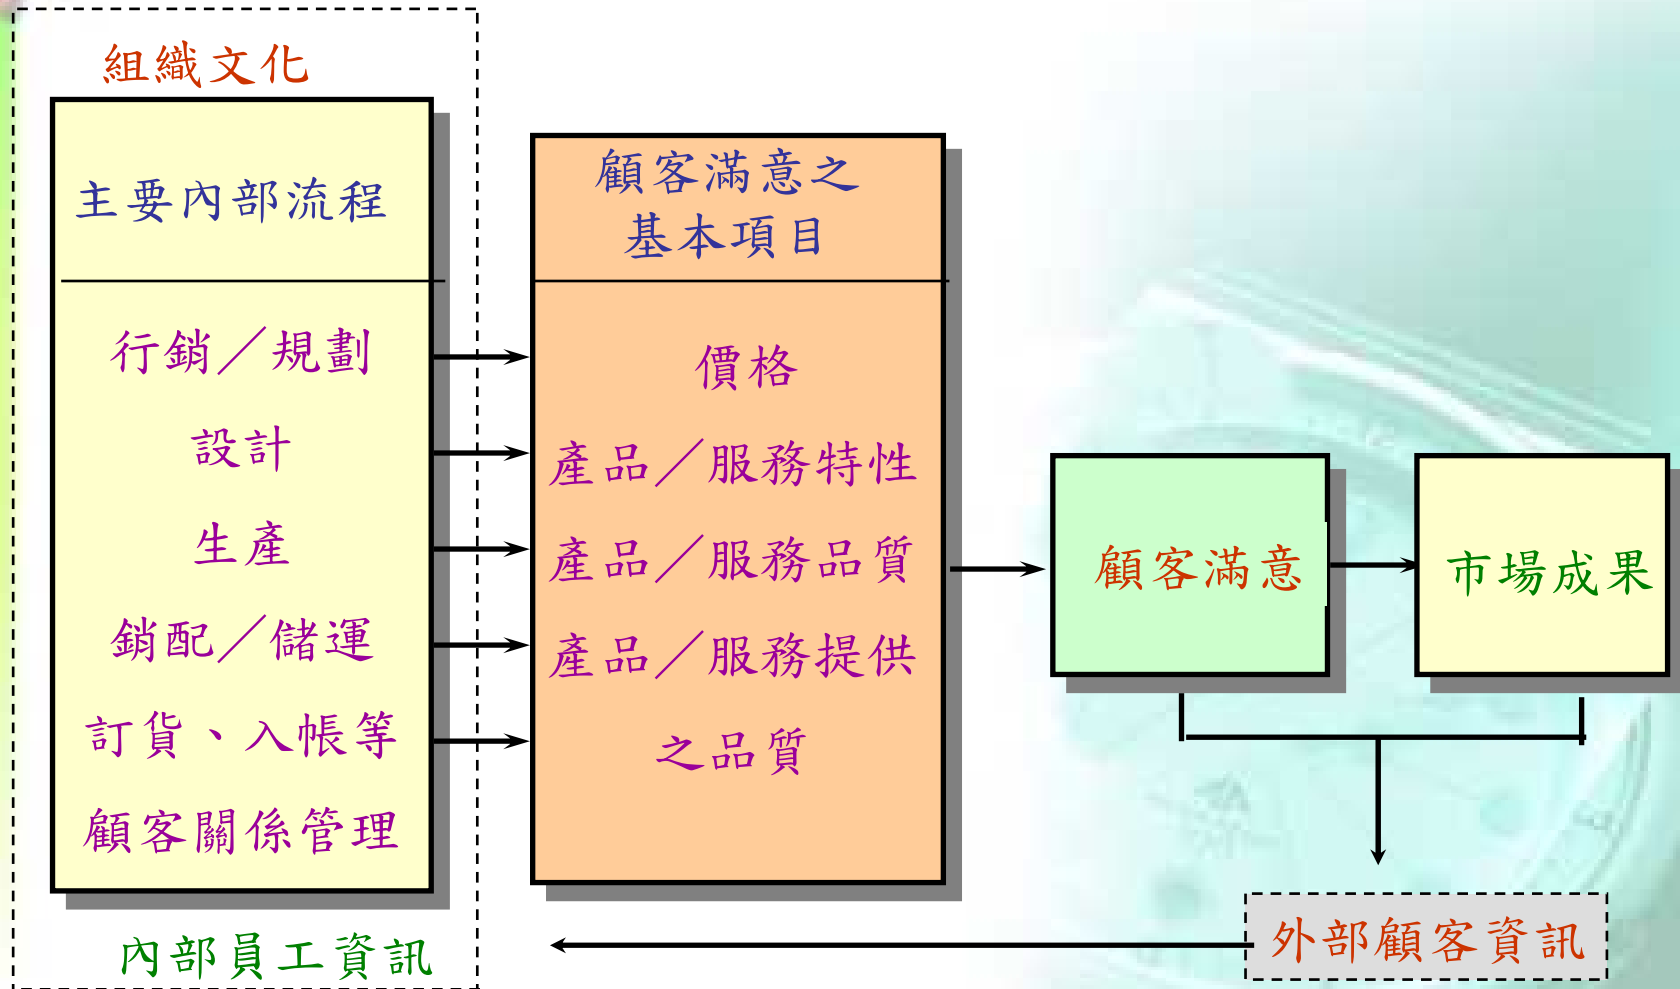 組織文化
主要內部流程
行銷／規劃
設計
生產
銷配／儲運
訂貨、入帳等
顧客關係管理
內部員工資訊
顧客滿意之
基本項目
價格
產品／服務特性
產品／服務品質
產品／服務提供
之品質
顧客滿意
市場成果
外部顧客資訊